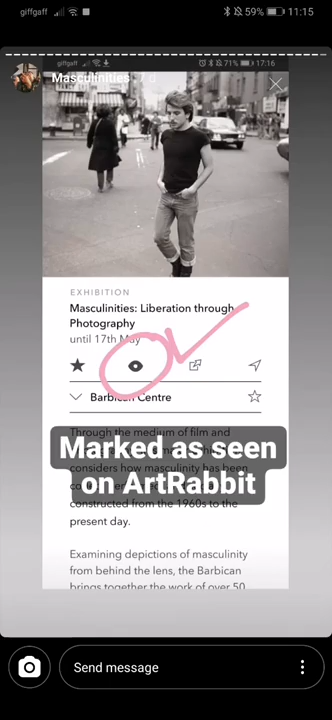 giffgaff
59%
11:15
giffgaff
71%
17:16
Masculinities
EXHIBITION
Masculinities: Liberation through
Photography
until 17th May
Barbican Centre
Through the medium of film and
considers how masculinity has been
Marked as seen
on ArtRabbit
constructed from the 1960s to the
present day.
Examining depictions of masculinity
from behind the lens, the Barbican
brings together the work of over 50
Send message